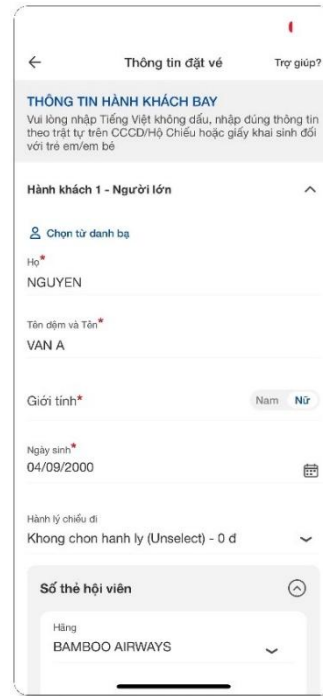 Thông tin đặt vé
Trợ giúp?
THÔNG TIN HÀNH KHÁCH BAY
Vui lòng nhập Tiếng Việt không dấu, nhập đúng thông tin
theo trật tự trên CCCD/Hộ Chiếu hoặc giấy khai sinh đối
với trẻ em/em bé
Hành khách 1 - Người lớn
Chọn từ danh bạ
Họ*
NGUYEN
Tên đệm và Tên*
VAN A
Giới tính*
Nam Nữ
Ngày sinh*
04/09/2000
Hành lý chiều đi
Khong chon hanh ly (Unselect) - 0 đ
Số thẻ hội viên
Hãng
BAMBOO AIRWAYS